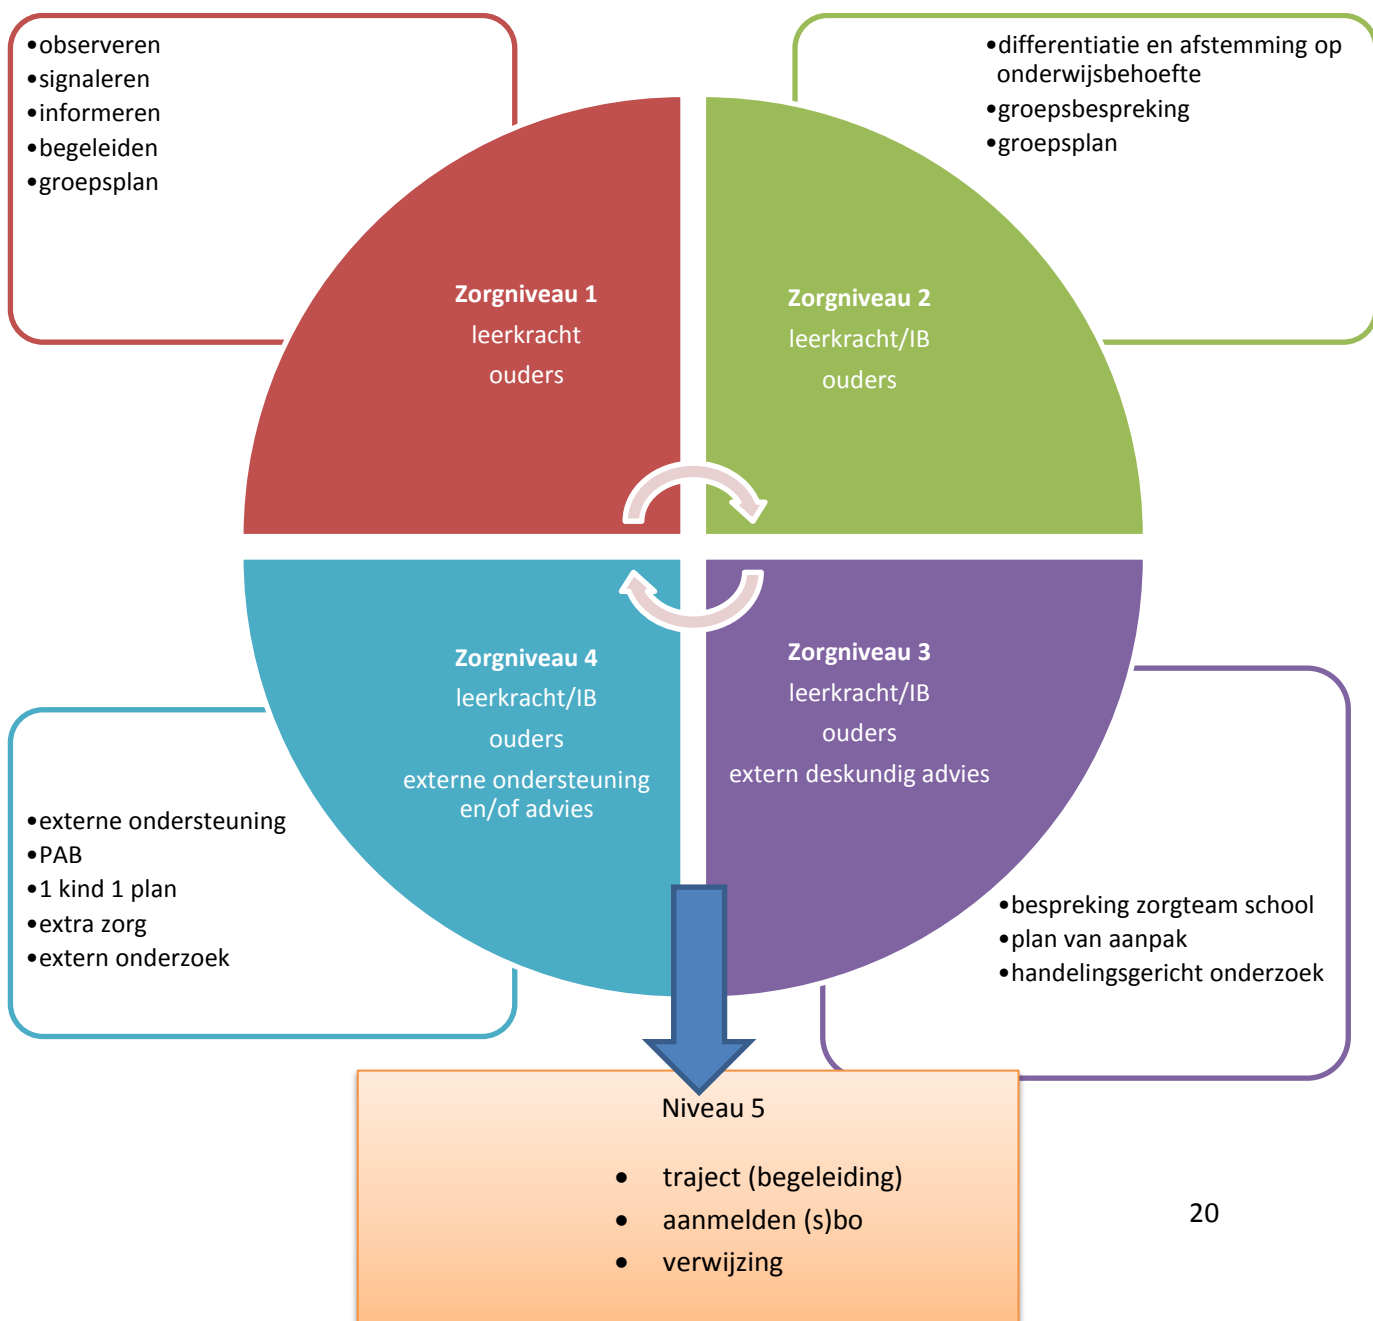 •observeren
•signaleren
•informeren
•begeleiden
•groepsplan
•differentiatie en afstemming op
onderwijsbehoefte
•groepsbespreking
•groepsplan
Zorgniveau 1
leerkracht
ouders
Zorgniveau 2
leerkracht/IB
ouders
Zorgniveau 4
leerkracht/IB
ouders
externe ondersteuning
en/of advies
Zorgniveau 3
leerkracht/IB
ouders
extern deskundig advies
•externe ondersteuning
•PAB
•1 kind 1 plan
•extra zorg
•extern onderzoek
•bespreking zorgteam school
•plan van aanpak
•handelingsgericht onderzoek
Niveau 5
• traject (begeleiding)
• aanmelden (s)bo
• verwijzing
20